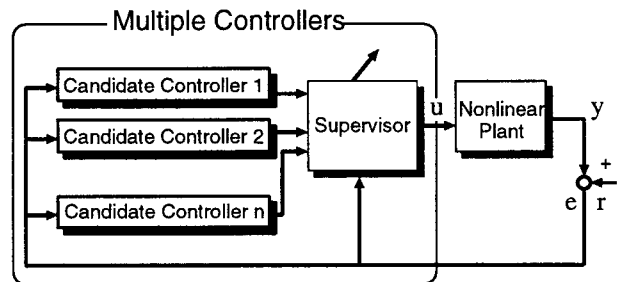 Multiple Controllers
Candidate Controller 1
Candidate Controller 2
Candidate Controller n
Supervisor
u
Nonlinear
Plant
y
+
e
r